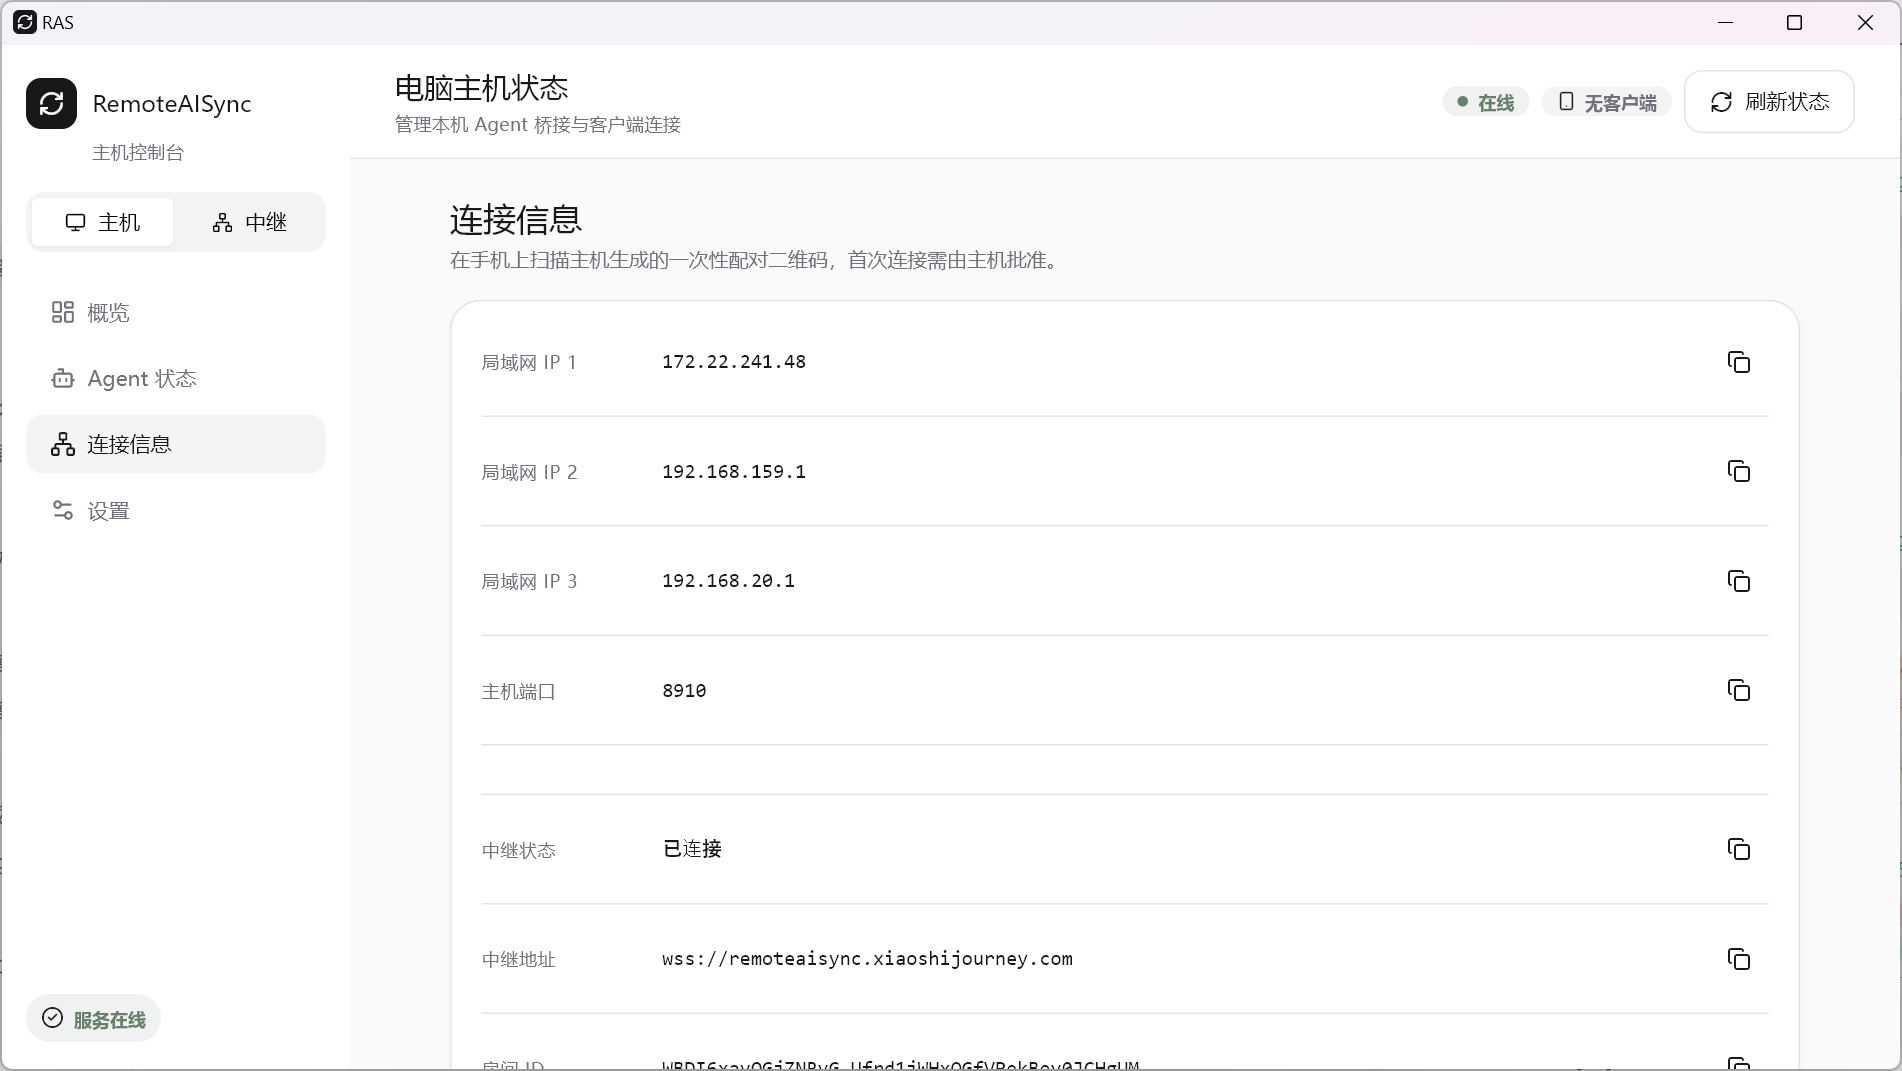 RAS
RemoteAISync
主机控制台
主机
中继
概览
Agent 状态
连接信息
设置
服务在线
电脑主机状态
管理本机 Agent 桥接与客户端连接
在线
无客户端
刷新状态
连接信息
在手机上扫描主机生成的一次性配对二维码，首次连接需由主机批准。
局域网 IP 1
172.22.241.48
局域网 IP 2
192.168.159.1
局域网 IP 3
192.168.20.1
主机端口
8910
中继状态
已连接
中继地址
wss://remoteaisync.xiaoshijourney.com
房间 ID